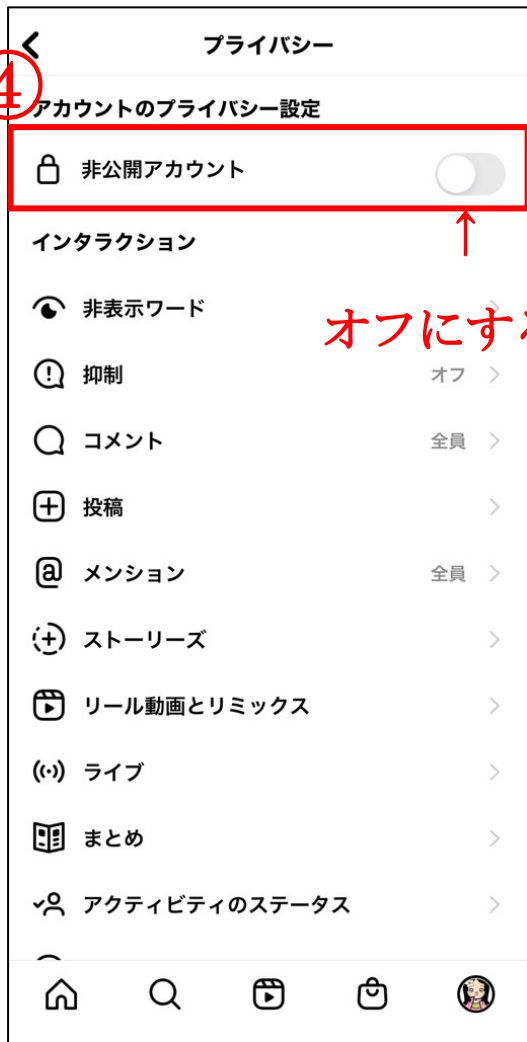 プライバシー
④
アカウントのプライバシー設定
非公開アカウント
↑
インタラクション
非表示ワード
オフにする
抑制 オフ
コメント 全員
投稿
メンション 全員
ストーリーズ
リール動画とリミックス
ライブ
まとめ
アクティビティのステータス